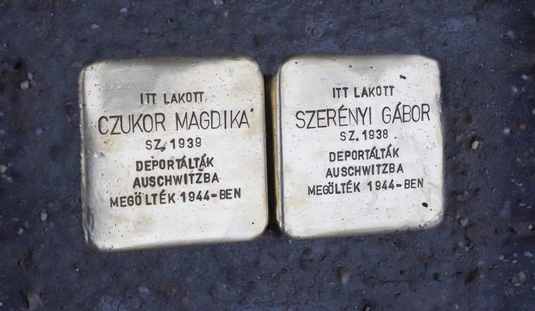 ITT LAKOTT
CZUKOR MAGDIKA
SZ. 1939
DEPORTÁLTÁK
AUSCHWITZBA
MEGÖLTÉK 1944-BEN
ITT LAKOTT
SZERÉNYI GÁBOR
SZ. 1938
DEPORTÁLTÁK
AUSCHWITZBA
MEGÖLTÉK 1944-BEN